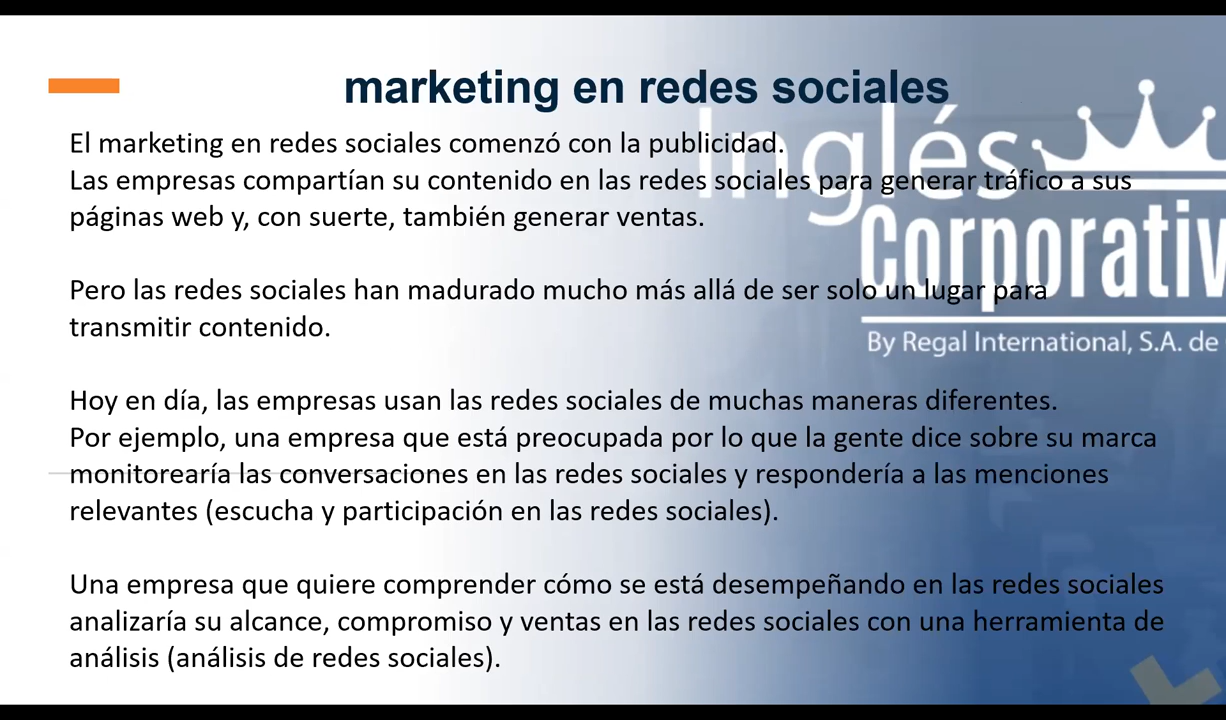 marketing en redes sociales
El marketing en redes sociales comenzó con la publicidad.
Las empresas compartían su contenido en las redes sociales para generar tráfico a sus
páginas web y, con suerte, también generar ventas.
Pero las redes sociales han madurado mucho más allá de ser solo un lugar para
transmitir contenido.
Hoy en día, las empresas usan las redes sociales de muchas maneras diferentes.
Por ejemplo, una empresa que está preocupada por lo que la gente dice sobre su marca
monitorearía las conversaciones en las redes sociales y respondería a las menciones
relevantes (escucha y participación en las redes sociales).
Una empresa que quiere comprender cómo se está desempeñando en las redes sociales
analizaría su alcance, compromiso y ventas en las redes sociales con una herramienta de
análisis (análisis de redes sociales).
Inglés
Corporativ
By Regal International, S.A. de